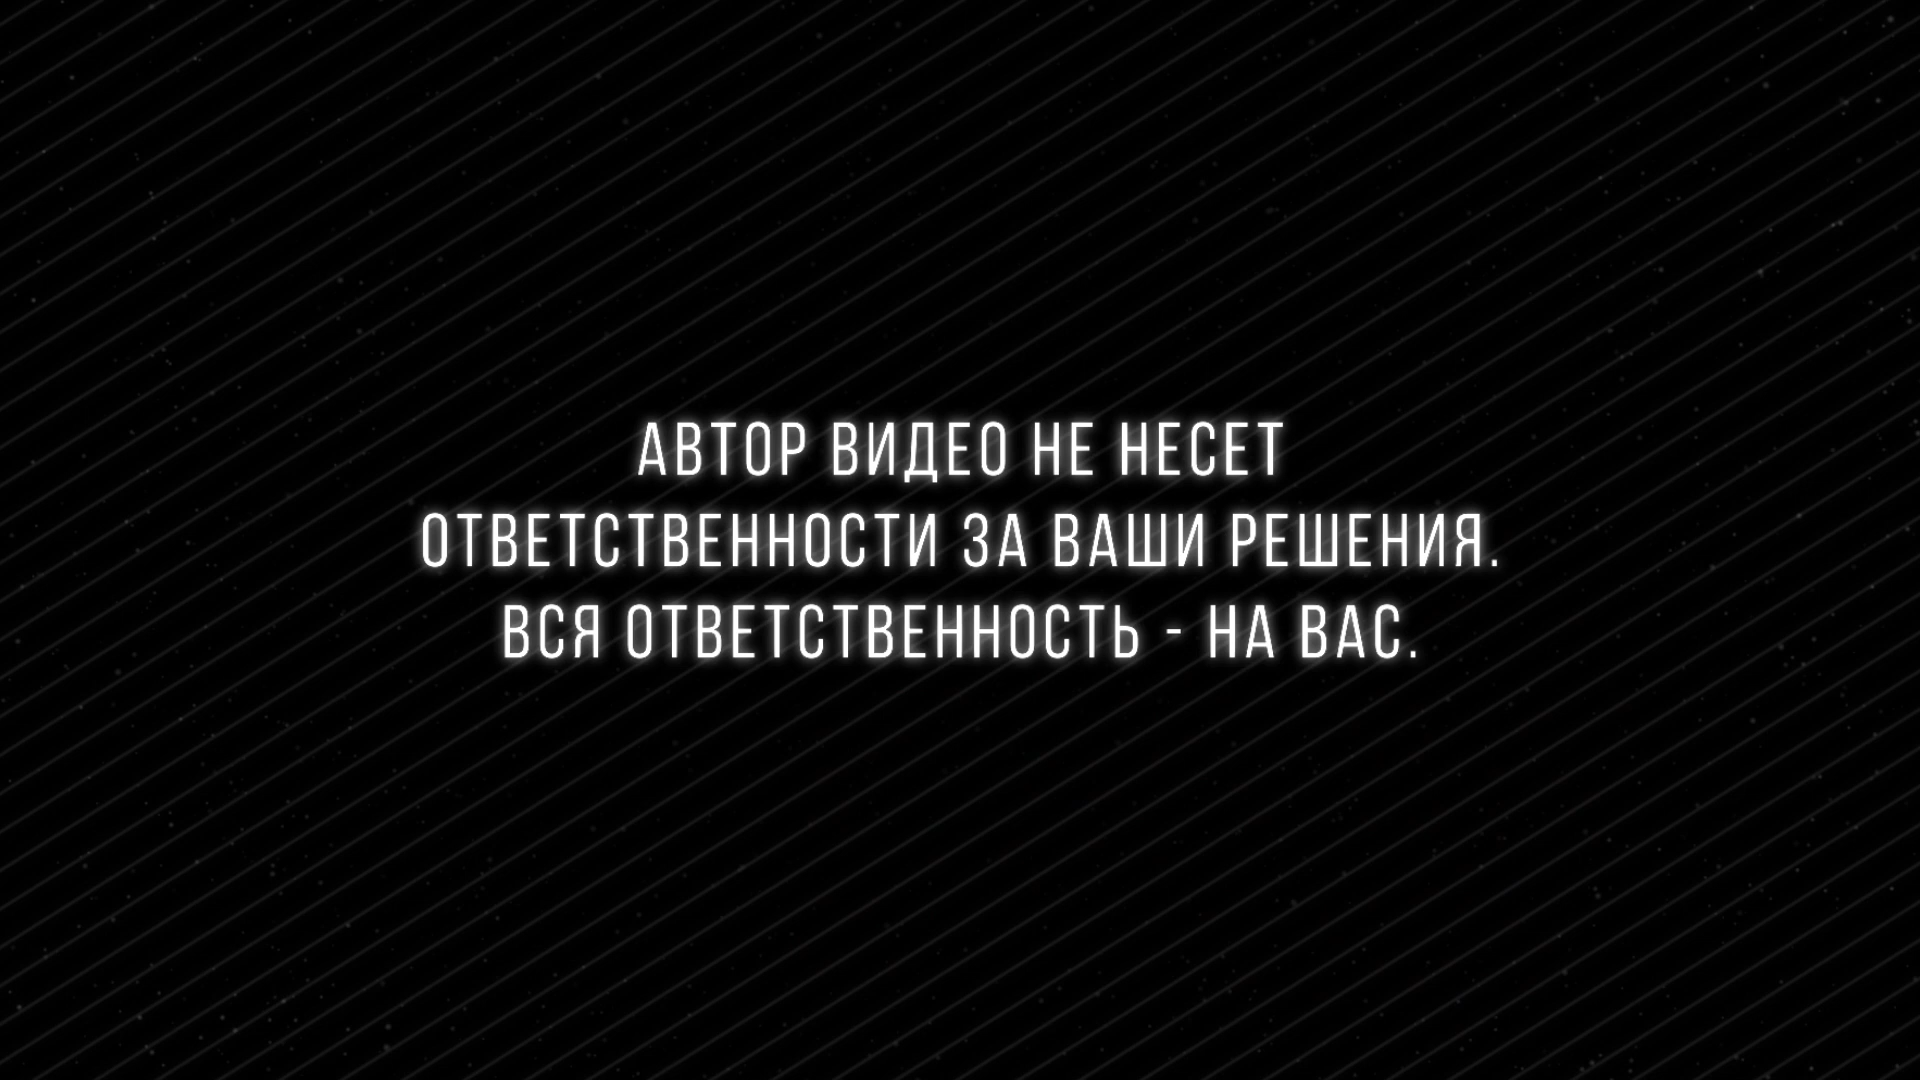 АВТОР ВИДЕО НЕ НЕСЕТ
ОТВЕТСТВЕННОСТИ ЗА ВАШИ РЕШЕНИЯ.
ВСЯ ОТВЕТСТВЕННОСТЬ - НА ВАС.